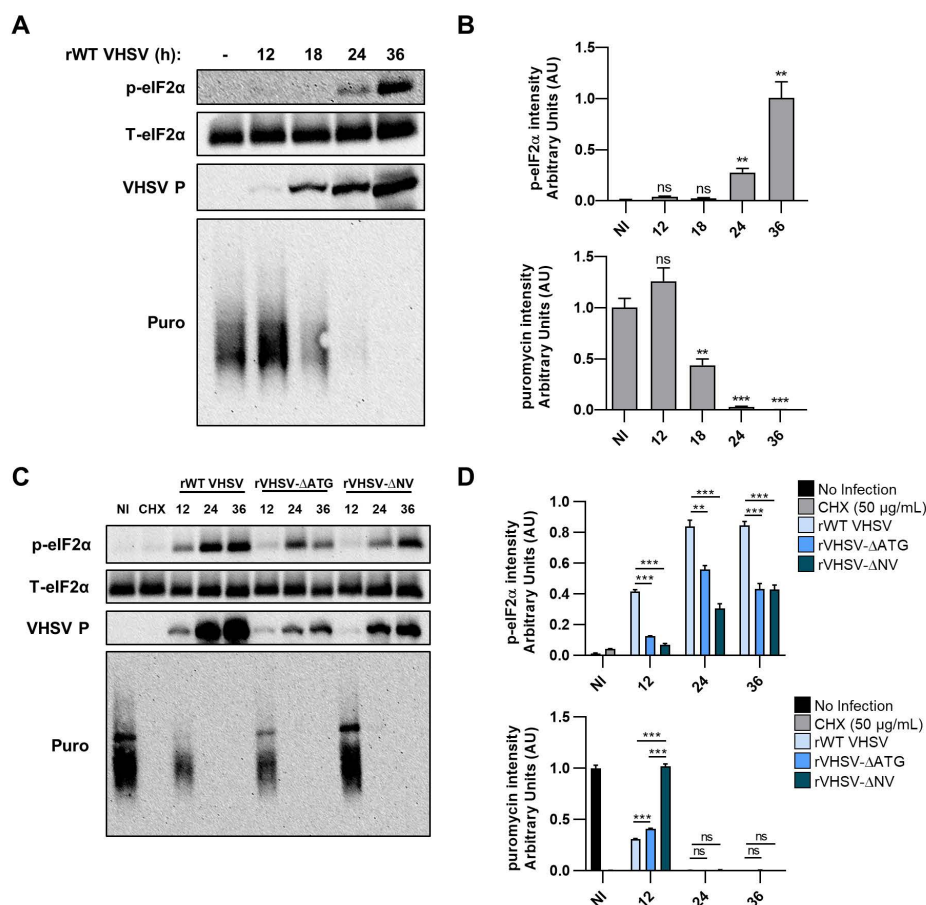 A
rWT VHSV (h): - 12 18 24 36
p-eIF2α
T-eIF2α
VHSV P
Puro
B
p-eIF2α intensity
Arbitrary Units (AU)
1.5
1.0
0.5
0.0
ns
ns
**
**
NI 12 18 24 36
puromycin intensity
Arbitrary Units (AU)
1.5
1.0
0.5
0.0
ns
**
***
***
NI 12 18 24 36
C
rWT VHSV rVHSV-ΔATG rVHSV-ΔNV
NI CHX 12 24 36 12 24 36 12 24 36
p-eIF2α
T-eIF2α
VHSV P
Puro
D
p-eIF2α intensity
Arbitrary Units (AU)
1.0
0.8
0.6
0.4
0.2
0.0
***
***
***
**
***
***
NI 12 24 36
No Infection
CHX (50 µg/mL)
rWT VHSV
rVHSV-ΔATG
rVHSV-ΔNV
puromycin intensity
Arbitrary Units (AU)
1.5
1.0
0.5
0.0
***
***
***
ns
ns
ns
ns
NI 12 24 36
No Infection
CHX (50 µg/mL)
rWT VHSV
rVHSV-ΔATG
rVHSV-ΔNV